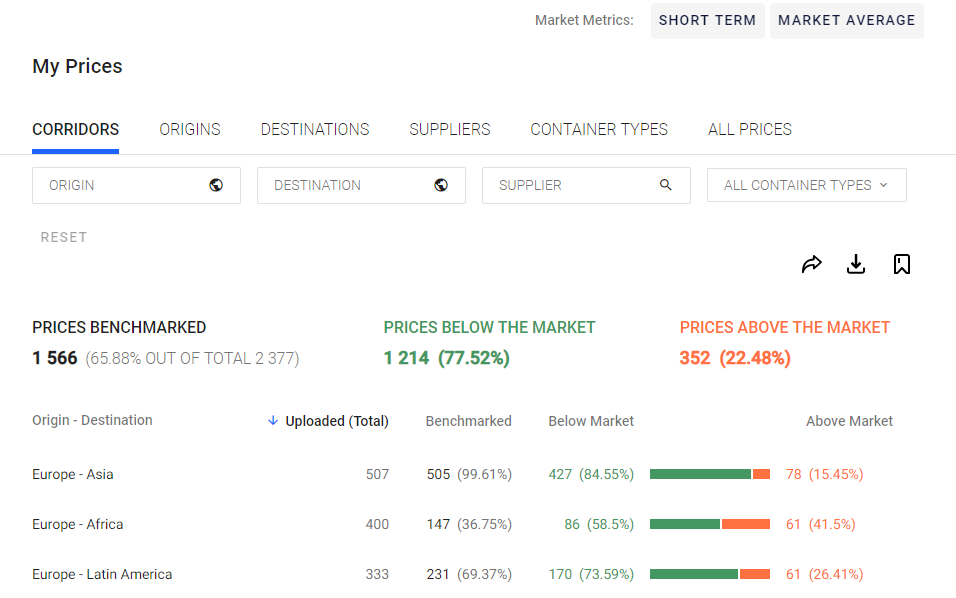 Market Metrics: SHORT TERM MARKET AVERAGE
My Prices
CORRIDORS ORIGINS DESTINATIONS SUPPLIERS CONTAINER TYPES ALL PRICES
ORIGIN DESTINATION SUPPLIER ALL CONTAINER TYPES
RESET
PRICES BENCHMARKED PRICES BELOW THE MARKET PRICES ABOVE THE MARKET
1 566 (65.88% OUT OF TOTAL 2 377) 1 214 (77.52%) 352 (22.48%)
Origin - Destination Uploaded (Total) Benchmarked Below Market Above Market
Europe - Asia 507 505 (99.61%) 427 (84.55%) 78 (15.45%)
Europe - Africa 400 147 (36.75%) 86 (58.5%) 61 (41.5%)
Europe - Latin America 333 231 (69.37%) 170 (73.59%) 61 (26.41%)